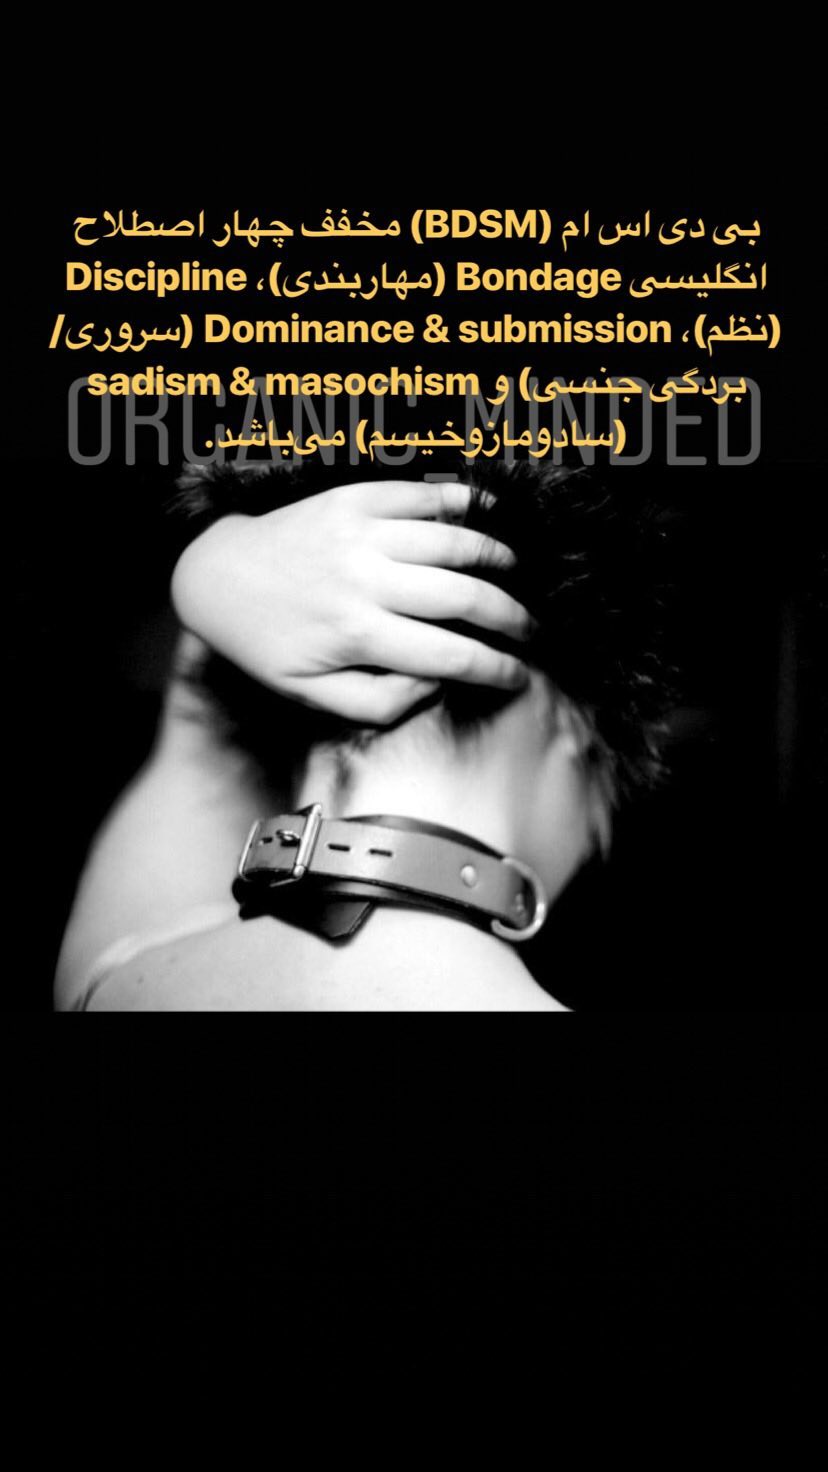 بی دی اس ام (BDSM) مخفف چهار اصطلاح
انگلیسی Bondage (مهاربندی)، Discipline
(نظم)، Dominance & submission (سروری/
بردگی جنسی) و sadism & masochism
(سادومازوخیسم) می‌باشد.
ORGANIC_MINDED